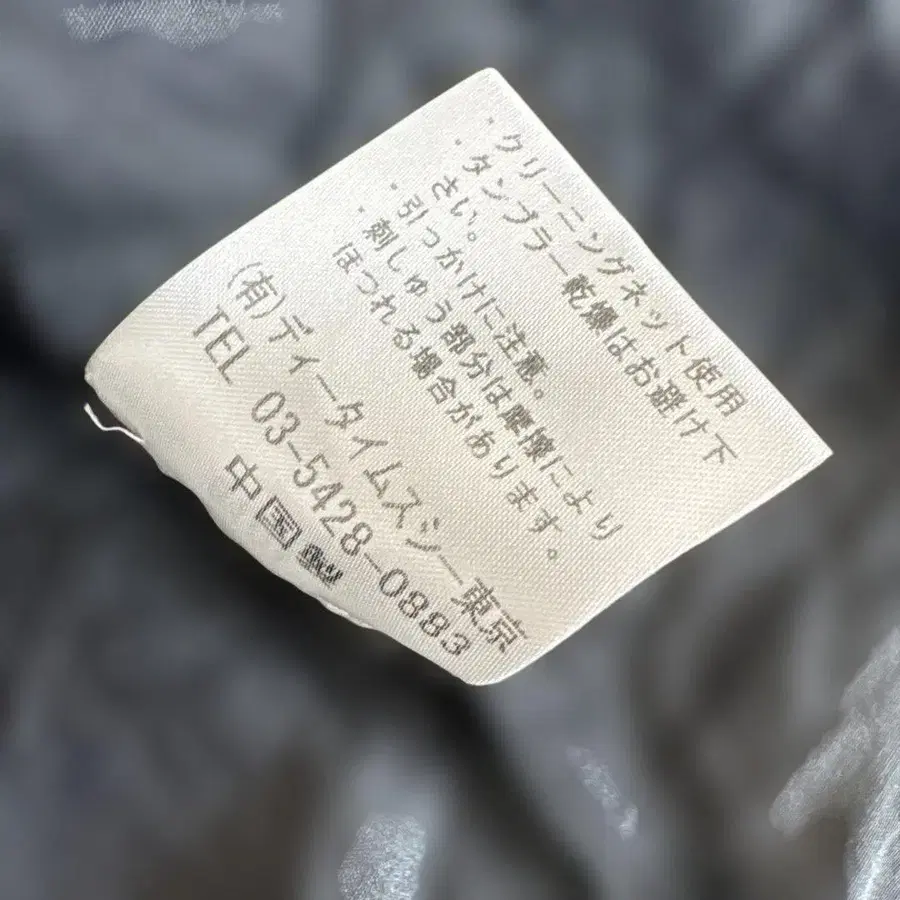 ・クリーニングネット使用
・タンブラー乾燥はお避け下
さい。
・引っかけに注意。
・刺しゅう部分は摩擦により
ほつれる場合があります。
(有)ディータイムスシー東京
TEL 03-5428-0883
中国製